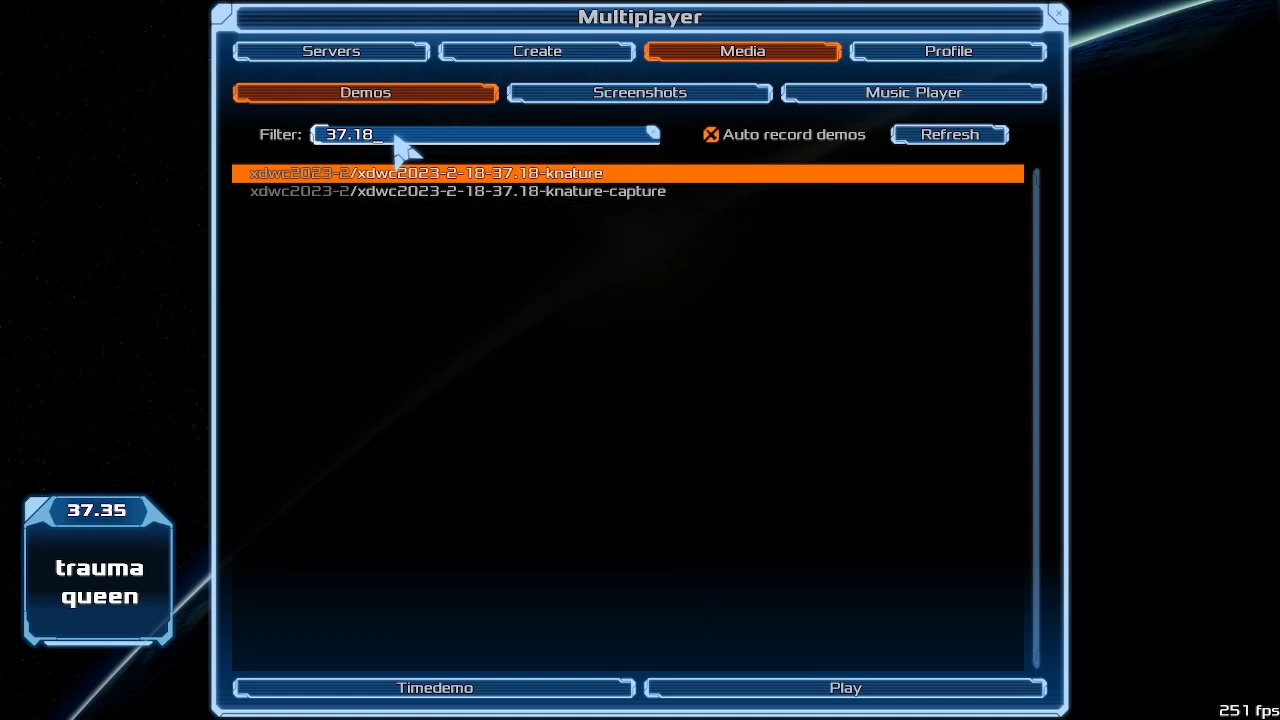 Multiplayer
Servers Create Media Profile
Demos Screenshots Music Player
Filter: 37.18_ Auto record demos Refresh
xdwc2023-2/xdwc2023-2-18-37.18-knature
xdwc2023-2/xdwc2023-2-18-37.18-knature-capture
37.35
trauma
queen
Timedemo Play
251 fps